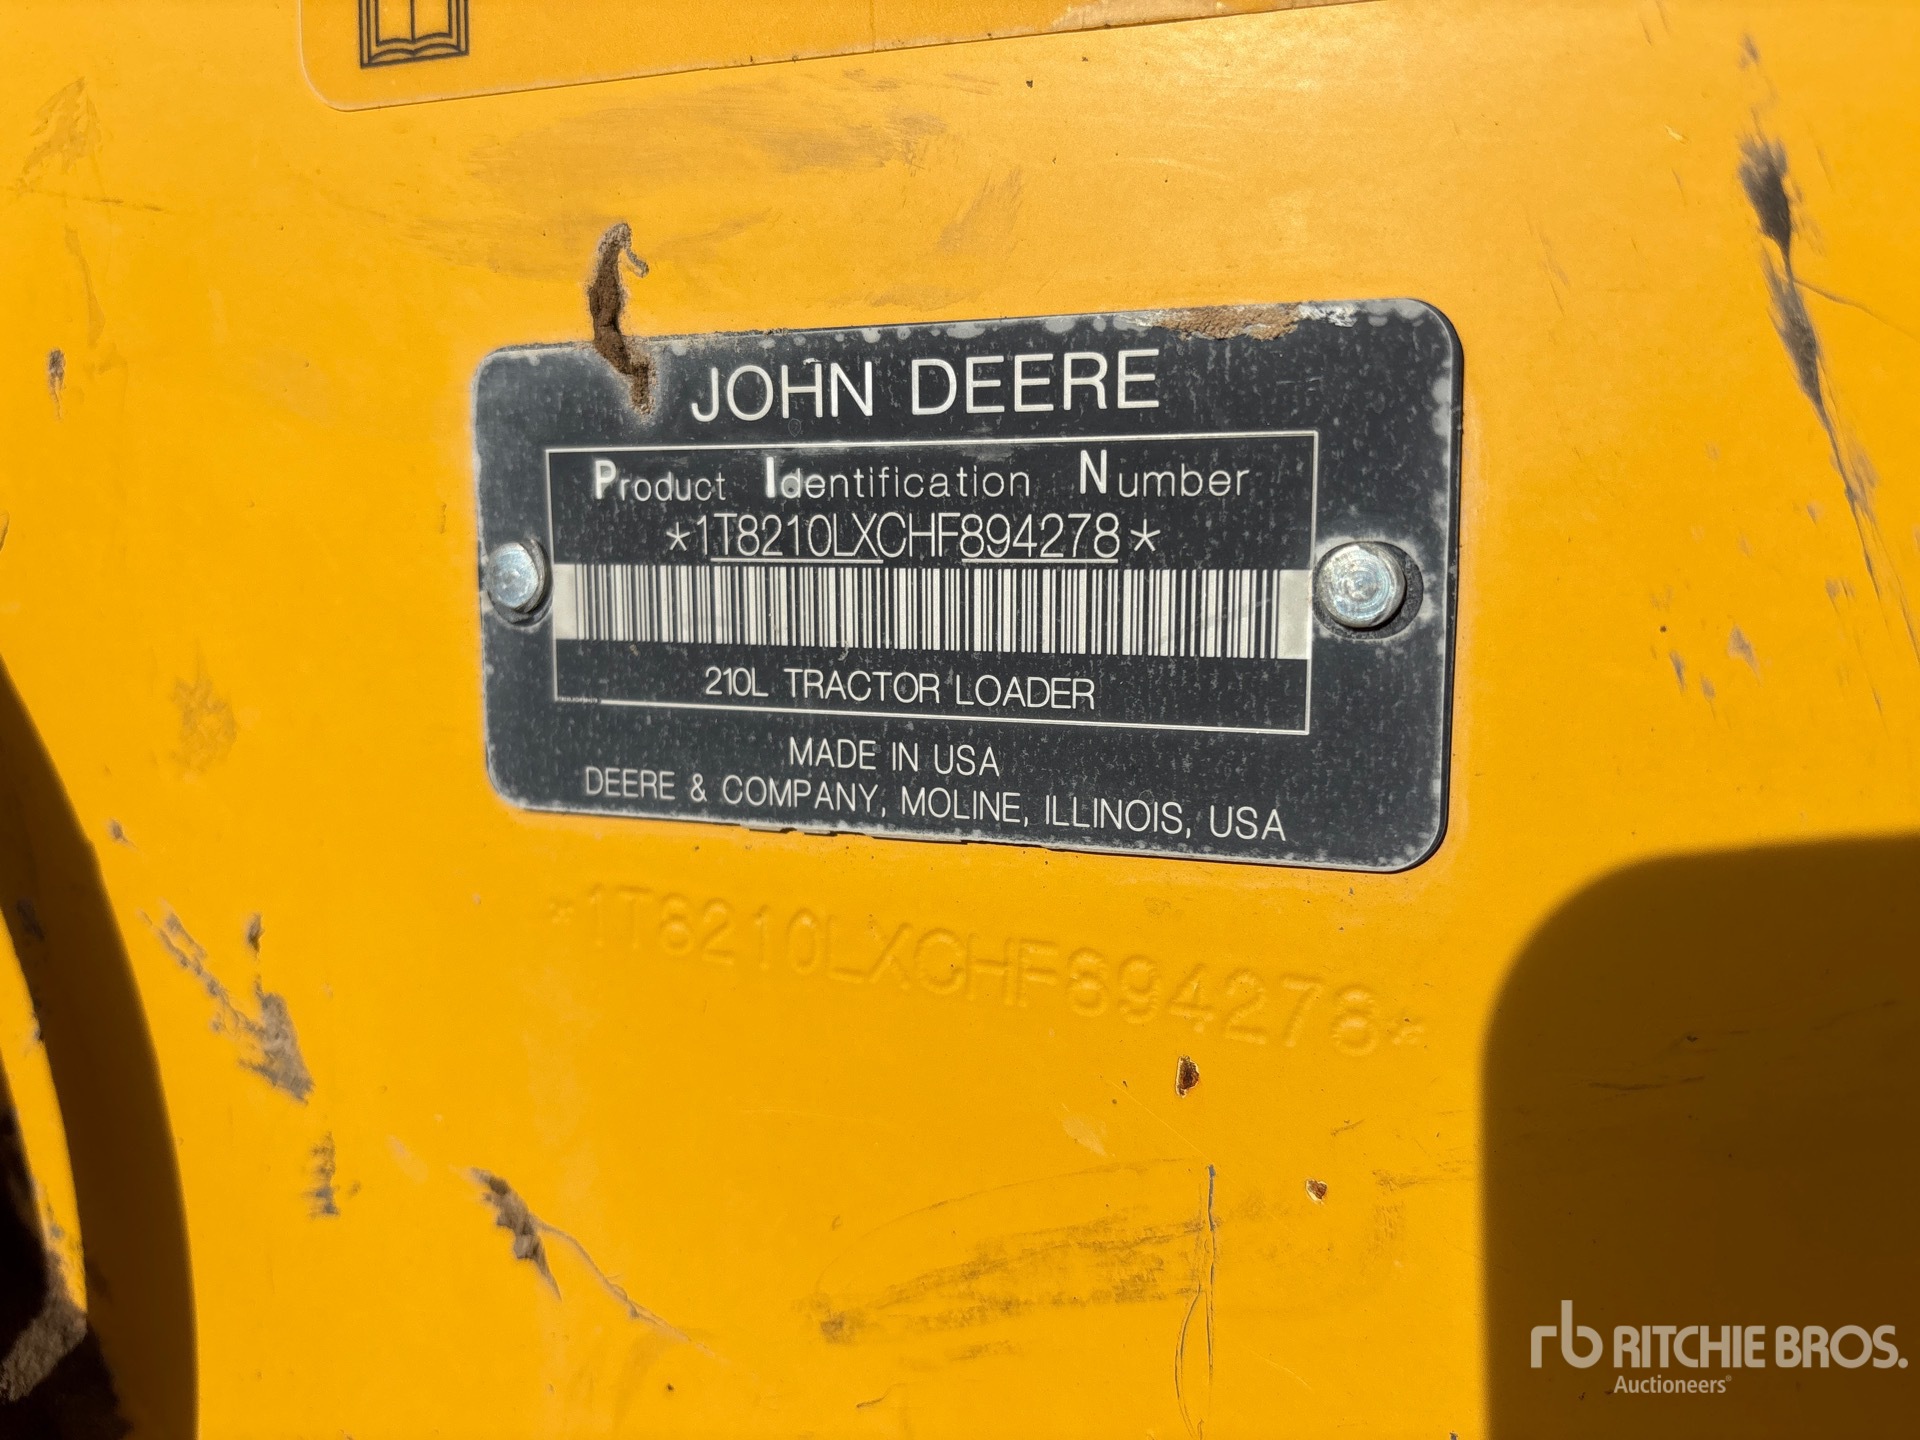 JOHN DEERE
Product Identification Number
*1T8210LXCHF894278*
210L TRACTOR LOADER
MADE IN USA
DEERE & COMPANY, MOLINE, ILLINOIS, USA
*1T8210LXCHF894278*
rb RITCHIE BROS.
Auctioneers®